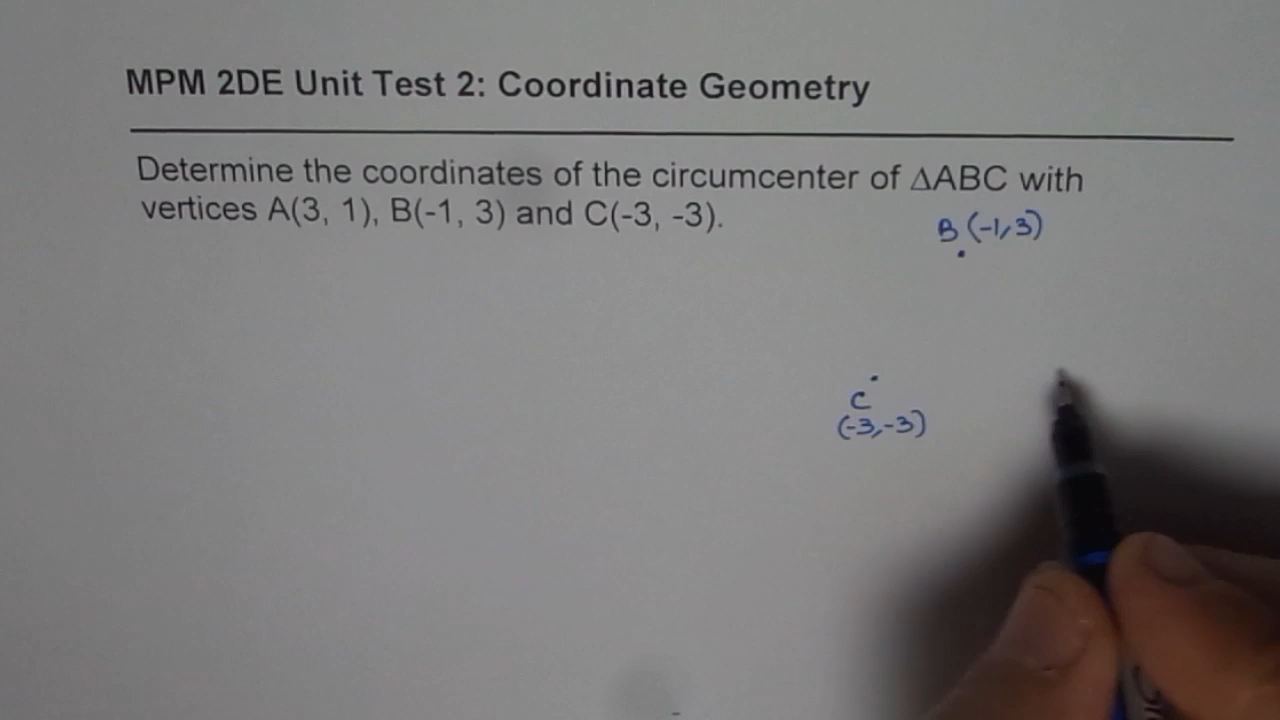 MPM 2DE Unit Test 2: Coordinate Geometry
Determine the coordinates of the circumcenter of ΔABC with
vertices A(3, 1), B(-1, 3) and C(-3, -3).
B (-1,3)
C
(-3,-3)